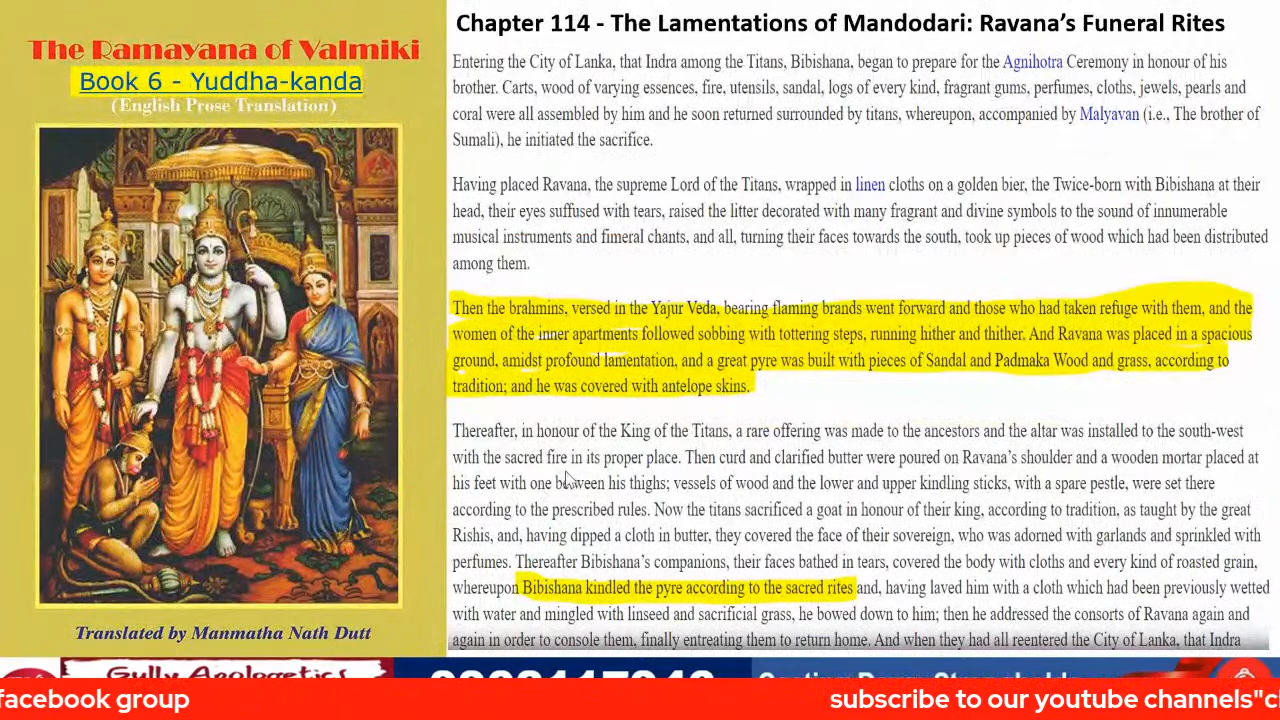 The Ramayana of Valmiki
Book 6 - Yuddha-kanda
(English Prose Translation)
Translated by Manmatha Nath Dutt
Chapter 114 - The Lamentations of Mandodari: Ravana’s Funeral Rites
Entering the City of Lanka, that Indra among the Titans, Bibishana, began to prepare for the Agnihotra Ceremony in honour of his
brother. Carts, wood of varying essences, fire, utensils, sandal, logs of every kind, fragrant gums, perfumes, cloths, jewels, pearls and
coral were all assembled by him and he soon returned surrounded by titans, whereupon, accompanied by Malyavan (i.e., The brother of
Sumali), he initiated the sacrifice.
Having placed Ravana, the supreme Lord of the Titans, wrapped in linen cloths on a golden bier, the Twice-born with Bibishana at their
head, their eyes suffused with tears, raised the litter decorated with many fragrant and divine symbols to the sound of innumerable
musical instruments and fimeral chants, and all, turning their faces towards the south, took up pieces of wood which had been distributed
among them.
Then the brahmins, versed in the Yajur Veda, bearing flaming brands went forward and those who had taken refuge with them, and the
women of the inner apartments followed sobbing with tottering steps, running hither and thither. And Ravana was placed in a spacious
ground, amidst profound lamentation, and a great pyre was built with pieces of Sandal and Padmaka Wood and grass, according to
tradition; and he was covered with antelope skins.
Thereafter, in honour of the King of the Titans, a rare offering was made to the ancestors and the altar was installed to the south-west
with the sacred fire in its proper place. Then curd and clarified butter were poured on Ravana’s shoulder and a wooden mortar placed at
his feet with one between his thighs; vessels of wood and the lower and upper kindling sticks, with a spare pestle, were set there
according to the prescribed rules. Now the titans sacrificed a goat in honour of their king, according to tradition, as taught by the great
Rishis, and, having dipped a cloth in butter, they covered the face of their sovereign, who was adorned with garlands and sprinkled with
perfumes. Thereafter Bibishana’s companions, their faces bathed in tears, covered the body with cloths and every kind of roasted grain,
whereupon Bibishana kindled the pyre according to the sacred rites and, having laved him with a cloth which had been previously wetted
with water and mingled with linseed and sacrificial grass, he bowed down to him; then he addressed the consorts of Ravana again and
again in order to console them, finally entreating them to return home. And when they had all reentered the City of Lanka, that Indra
Gully Apologetics
facebook group
subscribe to our youtube channels"c